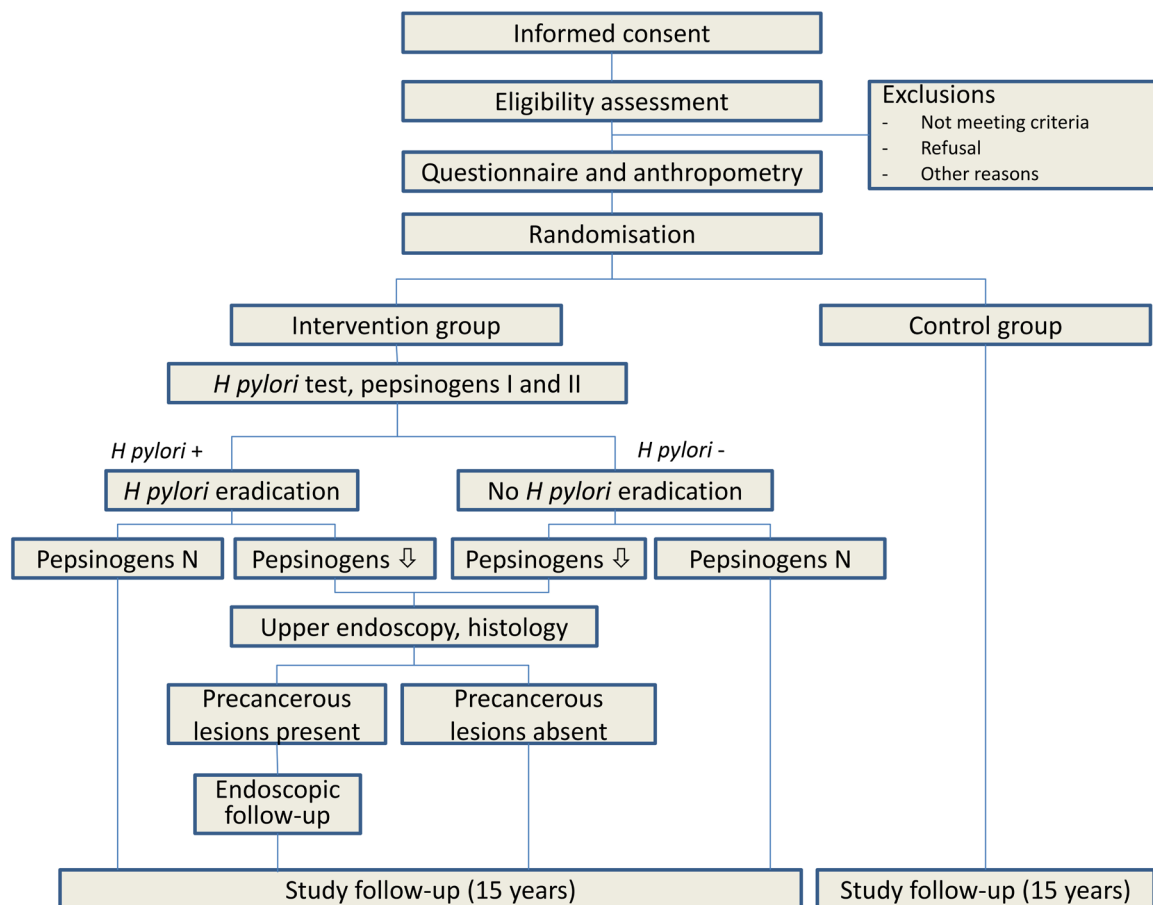 Informed consent
Eligibility assessment
Exclusions
- Not meeting criteria
- Refusal
- Other reasons
Questionnaire and anthropometry
Randomisation
Intervention group
Control group
H pylori test, pepsinogens I and II
H pylori +
H pylori -
H pylori eradication
No H pylori eradication
Pepsinogens N
Pepsinogens ⇩
Pepsinogens ⇩
Pepsinogens N
Upper endoscopy, histology
Precancerous
lesions present
Precancerous
lesions absent
Endoscopic
follow-up
Study follow-up (15 years)
Study follow-up (15 years)